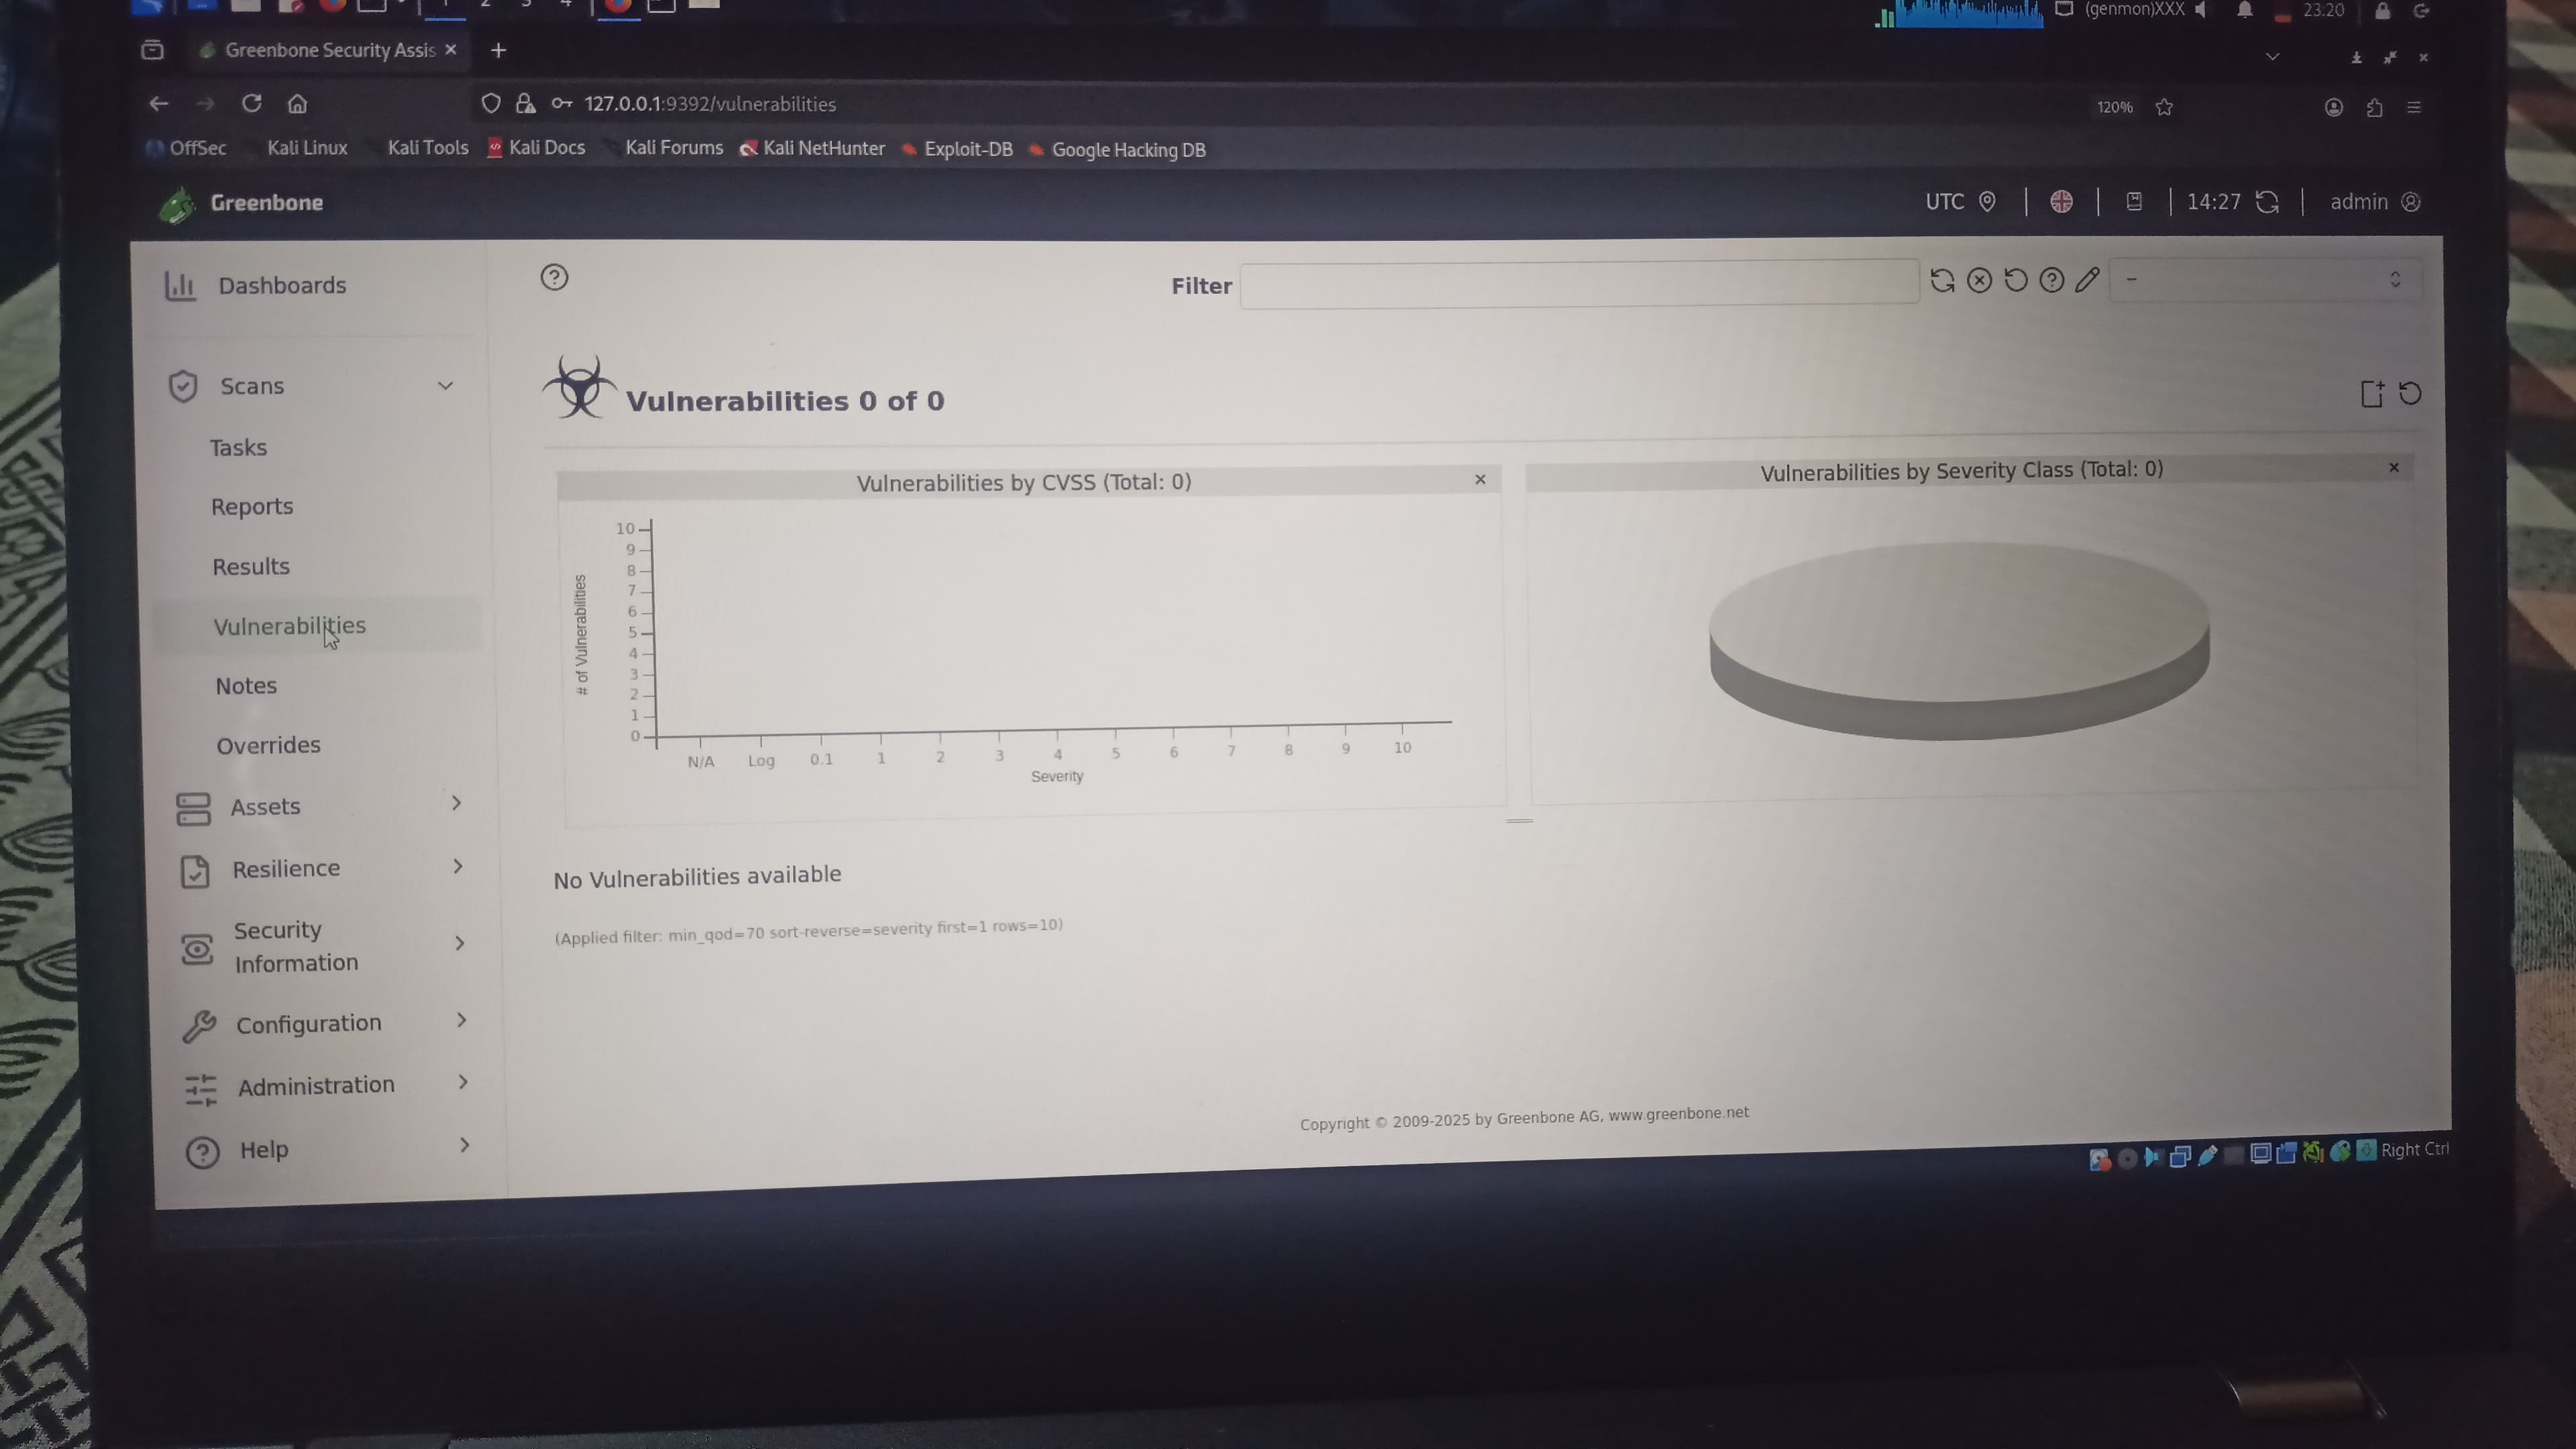 1 2 3 4 (genmon)XXX 23:20
Greenbone Security Assis
127.0.0.1:9392/vulnerabilities 120%
OffSec Kali Linux Kali Tools Kali Docs Kali Forums Kali NetHunter Exploit-DB Google Hacking DB
Greenbone UTC 14:27 admin
Dashboards
Scans
Tasks
Reports
Results
Vulnerabilities
Notes
Overrides
Assets
Resilience
Security
Information
Configuration
Administration
Help
Filter
–
Vulnerabilities 0 of 0
Vulnerabilities by CVSS (Total: 0)
10
9
8
7
6
5
4
3
2
1
0
# of Vulnerabilities
N/A Log 0.1 1 2 3 4 5 6 7 8 9 10
Severity
Vulnerabilities by Severity Class (Total: 0)
No Vulnerabilities available
(Applied filter: min_qod=70 sort-reverse=severity first=1 rows=10)
Copyright © 2009-2025 by Greenbone AG, www.greenbone.net
Right Ctrl